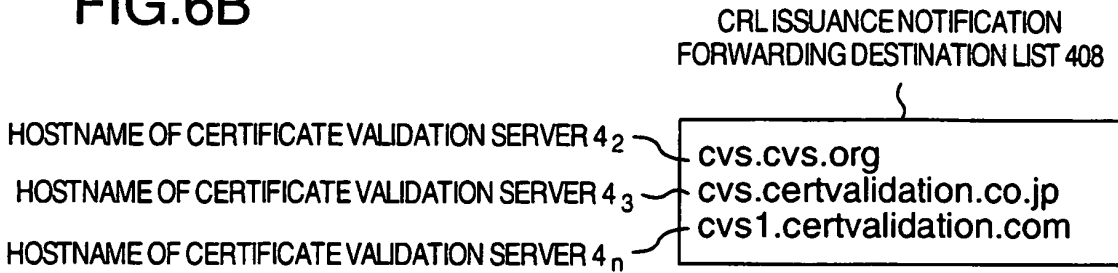 FIG.6B
CRL ISSUANCE NOTIFICATION
FORWARDING DESTINATION LIST 408
HOSTNAME OF CERTIFICATE VALIDATION SERVER 4₂
cvs.cvs.org
HOSTNAME OF CERTIFICATE VALIDATION SERVER 4₃
cvs.certvalidation.co.jp
HOSTNAME OF CERTIFICATE VALIDATION SERVER 4ₙ
cvs1.certvalidation.com